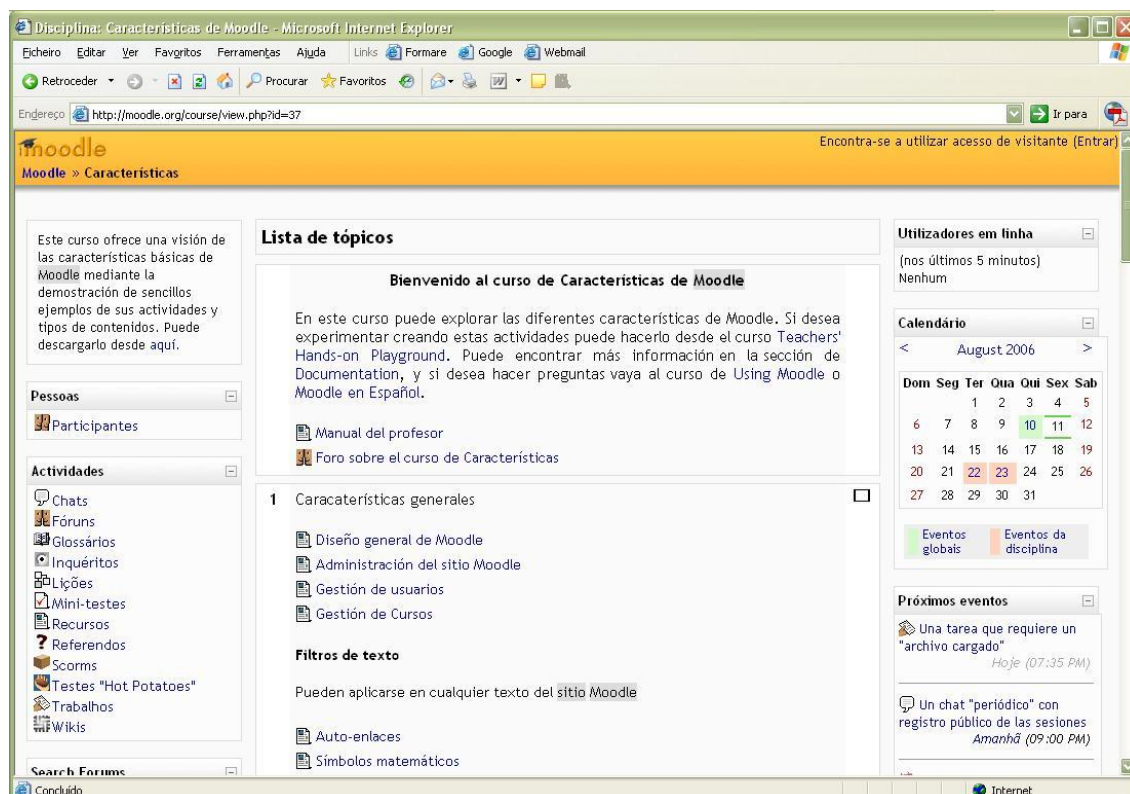 Disciplina: Características de Moodle - Microsoft Internet Explorer
Ficheiro Editar Ver Favoritos Ferramentas Ajuda Links Formare Google Webmail
Retroceder Procurar Favoritos
Endereço http://moodle.org/course/view.php?id=37 Ir para
moodle
Encontra-se a utilizar acesso de visitante (Entrar)
Moodle » Características
Este curso ofrece una visión de
las características básicas de
Moodle mediante la
demostración de sencillos
ejemplos de sus actividades y
tipos de contenidos. Puede
descargarlo desde aquí.
Pessoas
Participantes
Actividades
Chats
Fóruns
Glossários
Inquéritos
Lições
Mini-testes
Recursos
Referendos
Scorms
Testes "Hot Potatoes"
Trabalhos
Wikis
Search Forums
Lista de tópicos
Bienvenido al curso de Características de Moodle
En este curso puede explorar las diferentes características de Moodle. Si desea
experimentar creando estas actividades puede hacerlo desde el curso Teachers'
Hands-on Playground. Puede encontrar más información en la sección de
Documentation, y si desea hacer preguntas vaya al curso de Using Moodle o
Moodle en Español.
Manual del profesor
Foro sobre el curso de Características
1 Caracaterísticas generales
Diseño general de Moodle
Administración del sitio Moodle
Gestión de usuarios
Gestión de Cursos
Filtros de texto
Pueden aplicarse en cualquier texto del sitio Moodle
Auto-enlaces
Símbolos matemáticos
Utilizadores em linha
(nos últimos 5 minutos)
Nenhum
Calendário
< August 2006 >
Dom Seg Ter Qua Qui Sex Sab
1 2 3 4 5
6 7 8 9 10 11 12
13 14 15 16 17 18 19
20 21 22 23 24 25 26
27 28 29 30 31
Eventos globais
Eventos da disciplina
Próximos eventos
Una tarea que requiere un
"archivo cargado"
Hoje (07:35 PM)
Un chat "periódico" con
registro público de las sesiones
Amanhã (09:00 PM)
Concluído Internet